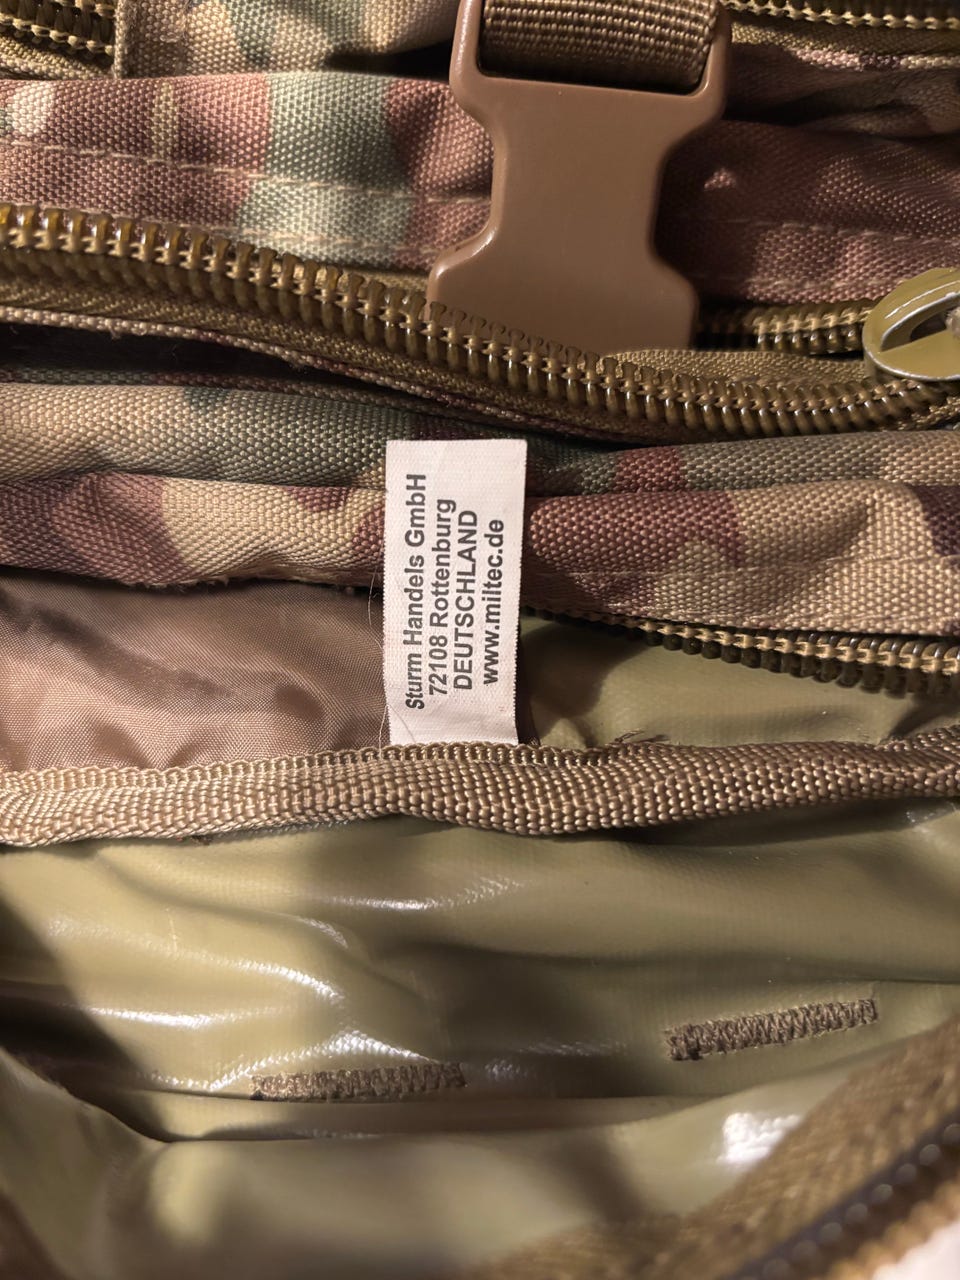 Sturm Handels GmbH
72108 Rottenburg
DEUTSCHLAND
www.miltec.de